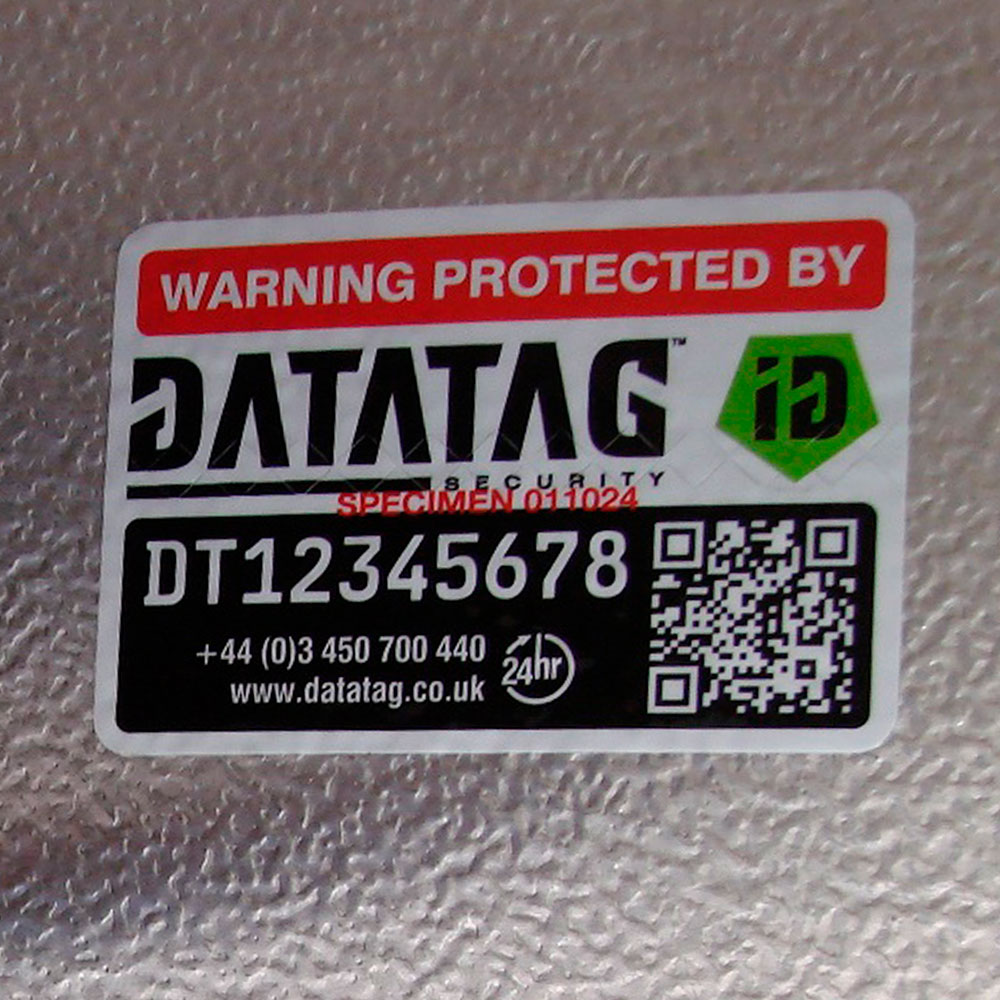 WARNING PROTECTED BY
DATATAG™
iD
SECURITY
SPECIMEN 011024
DT12345678
+44 (0)3 450 700 440
24hr
www.datatag.co.uk